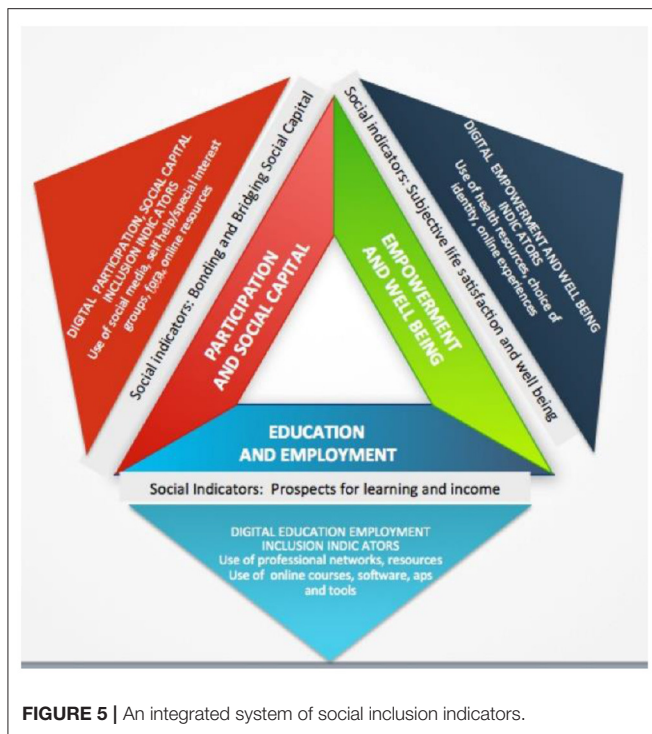 DIGITAL PARTICIPATION, SOCIAL CAPITAL
INCLUSION INDICATORS
Use of social media, self help/special interest
groups, fora, online resources
Social indicators: Bonding and Bridging Social Capital
PARTICIPATION
AND SOCIAL CAPITAL
DIGITAL EMPOWERMENT AND WELL BEING
INDICATORS
Use of health resources, choice of
identity, online experiences
Social indicators: Subjective life satisfaction and well being
EMPOWERMENT
AND WELL BEING
EDUCATION
AND EMPLOYMENT
Social Indicators: Prospects for learning and income
DIGITAL EDUCATION EMPLOYMENT
INCLUSION INDICATORS
Use of professional networks, resources
Use of online courses, software, aps
and tools
FIGURE 5 | An integrated system of social inclusion indicators.